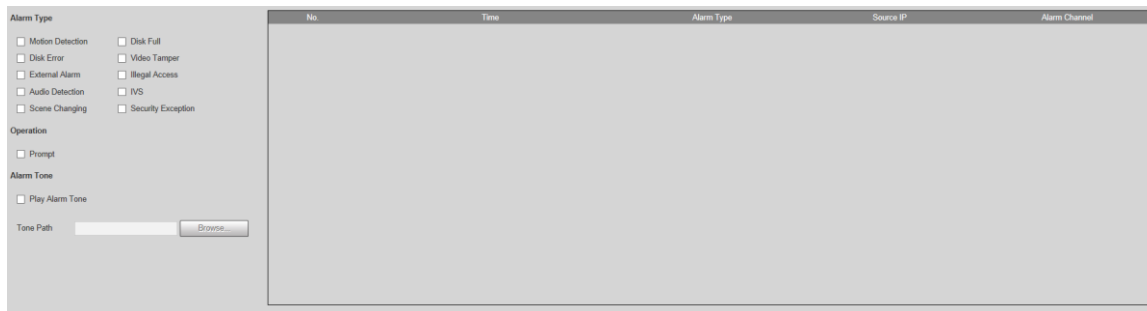 Alarm Type
Motion Detection Disk Full
Disk Error Video Tamper
External Alarm Illegal Access
Audio Detection IVS
Scene Changing Security Exception
Operation
Prompt
Alarm Tone
Play Alarm Tone
Tone Path Browse...
No. Time Alarm Type Source IP Alarm Channel